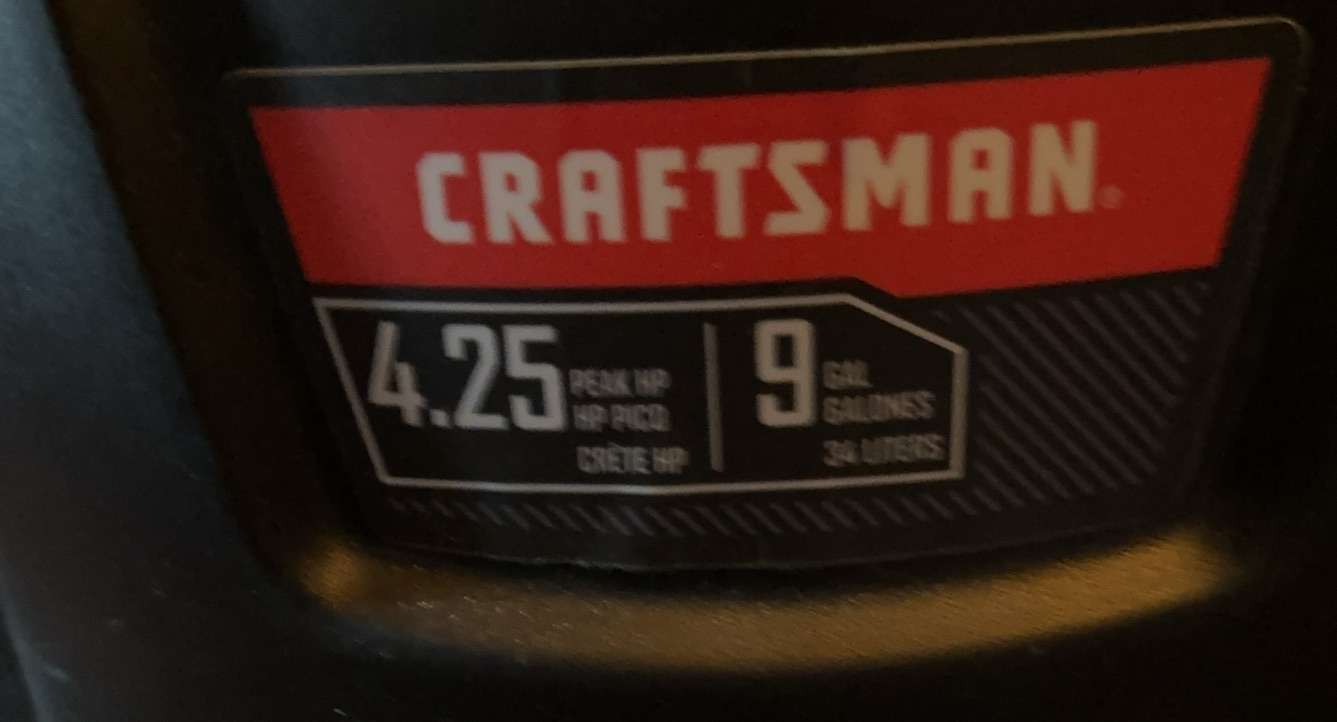 CRAFTSMAN®
4.25 PEAK HP
HP PICO
CRÊTE HP
9 GAL
GALONES
34 LITERS